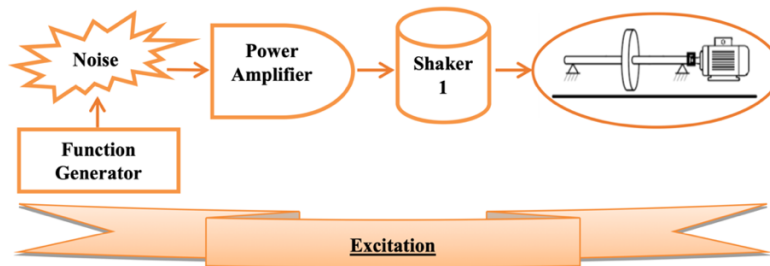 Noise
Power
Amplifier
Shaker
1
Function
Generator
Excitation